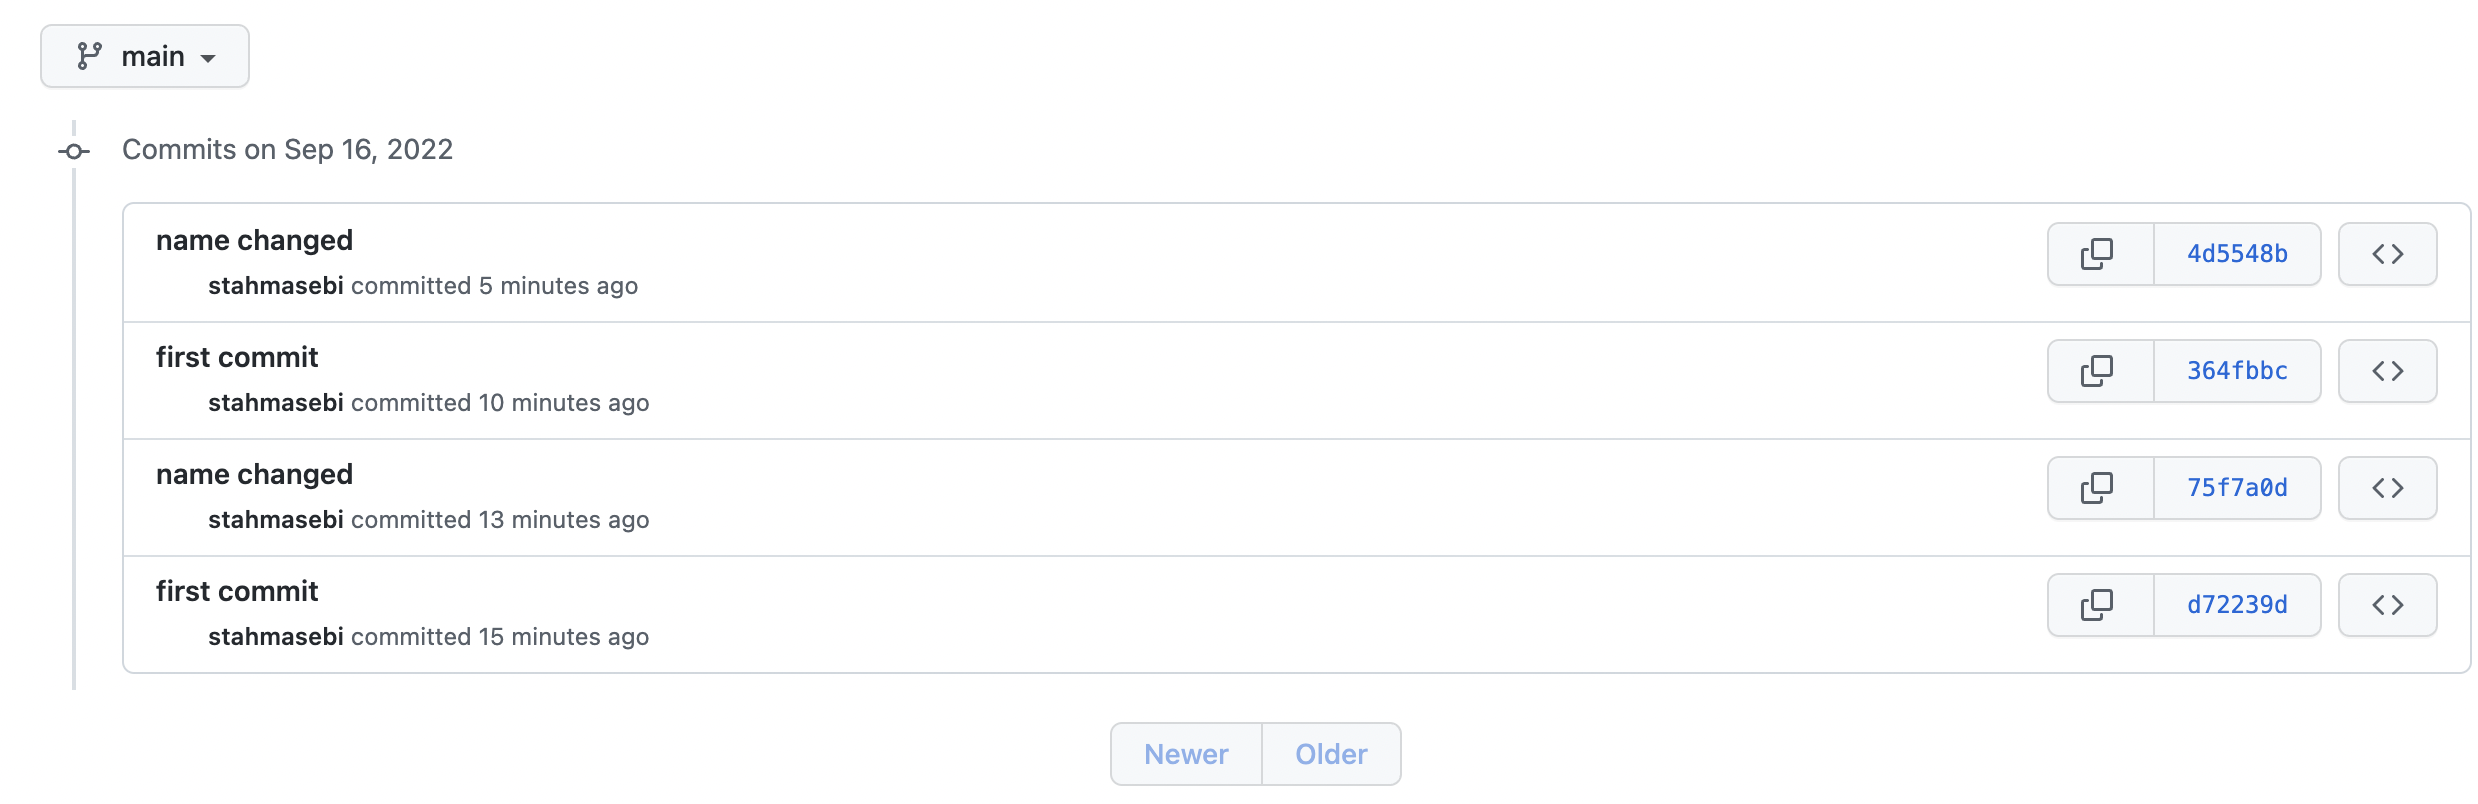 main
Commits on Sep 16, 2022
name changed
stahmasebi committed 5 minutes ago
4d5548b
first commit
stahmasebi committed 10 minutes ago
364fbbc
name changed
stahmasebi committed 13 minutes ago
75f7a0d
first commit
stahmasebi committed 15 minutes ago
d72239d
Newer Older